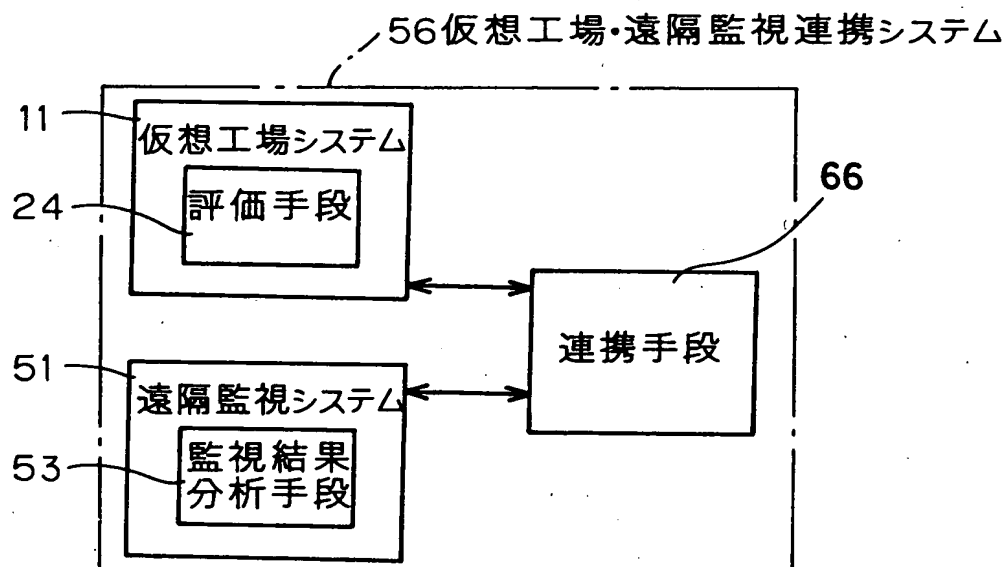 56仮想工場・遠隔監視連携システム
11
仮想工場システム
24
評価手段
66
連携手段
51
遠隔監視システム
53
監視結果
分析手段